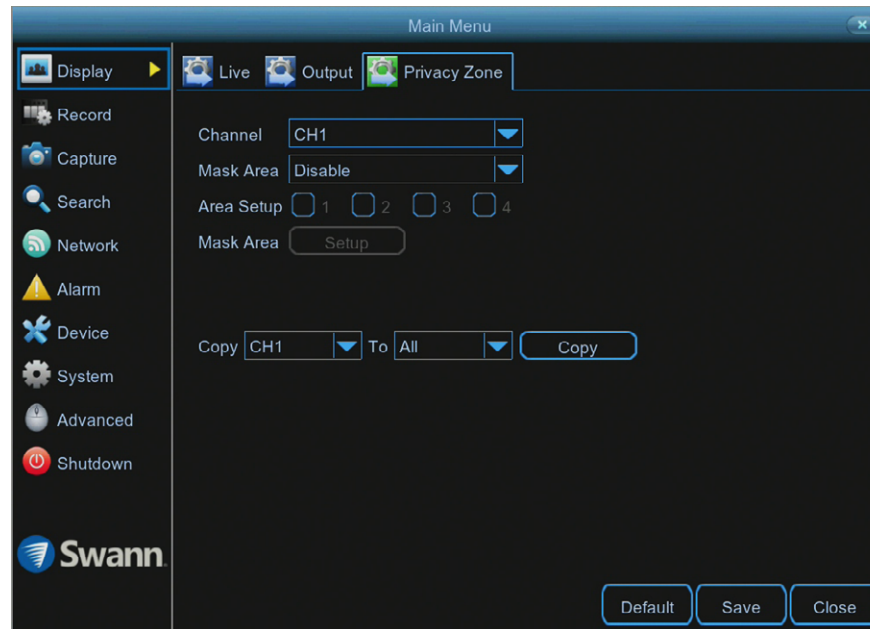 Main Menu
Display
Record
Capture
Search
Network
Alarm
Device
System
Advanced
Shutdown
Swann
Live Output Privacy Zone
Channel CH1
Mask Area Disable
Area Setup 1 2 3 4
Mask Area Setup
Copy CH1 To All Copy
Default Save Close